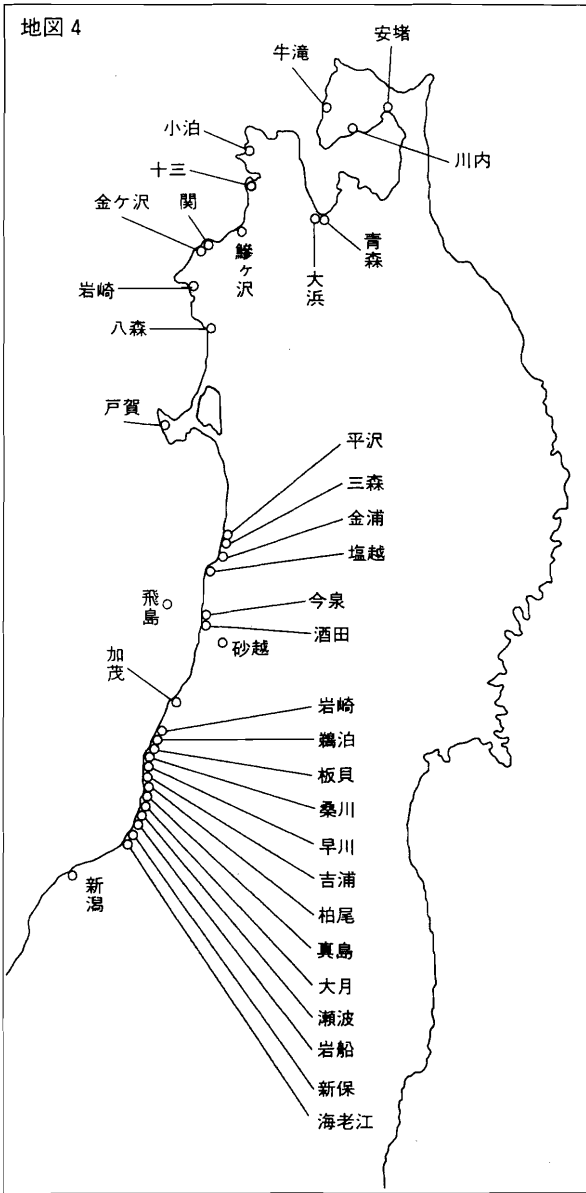 地図4
安堵
牛滝
小泊
川内
十三
金ケ沢
関
鰺ヶ沢
大浜
青森
岩崎
八森
戸賀
平沢
三森
金浦
塩越
飛島
今泉
酒田
砂越
加茂
岩崎
鵜泊
板貝
桑川
早川
吉浦
柏尾
真島
大月
瀬波
岩船
新潟
新保
海老江